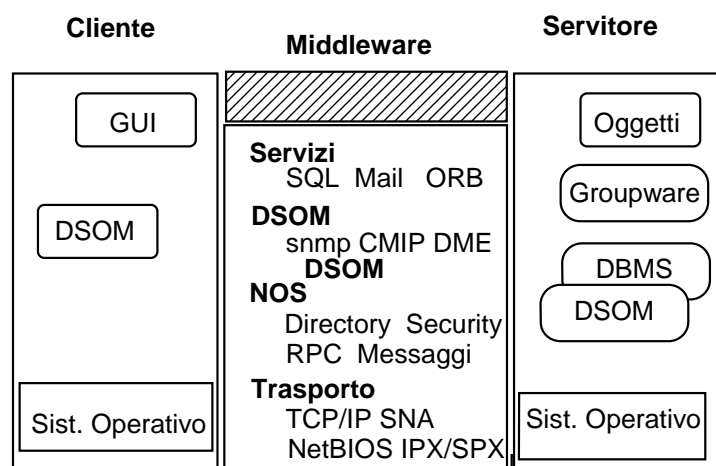 Cliente
Middleware
Servitore
GUI
DSOM
Sist. Operativo
Servizi
SQL Mail ORB
DSOM
snmp CMIP DME
DSOM
NOS
Directory Security
RPC Messaggi
Trasporto
TCP/IP SNA
NetBIOS IPX/SPX
Oggetti
Groupware
DBMS
DSOM
Sist. Operativo